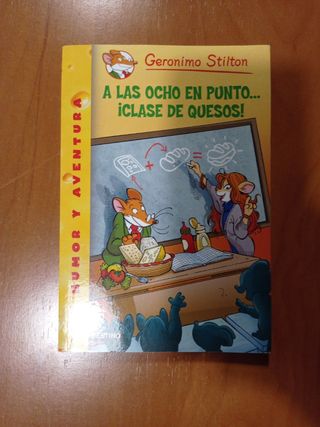 Geronimo Stilton
A LAS OCHO EN PUNTO...
¡CLASE DE QUESOS!
HUMOR Y AVENTURA